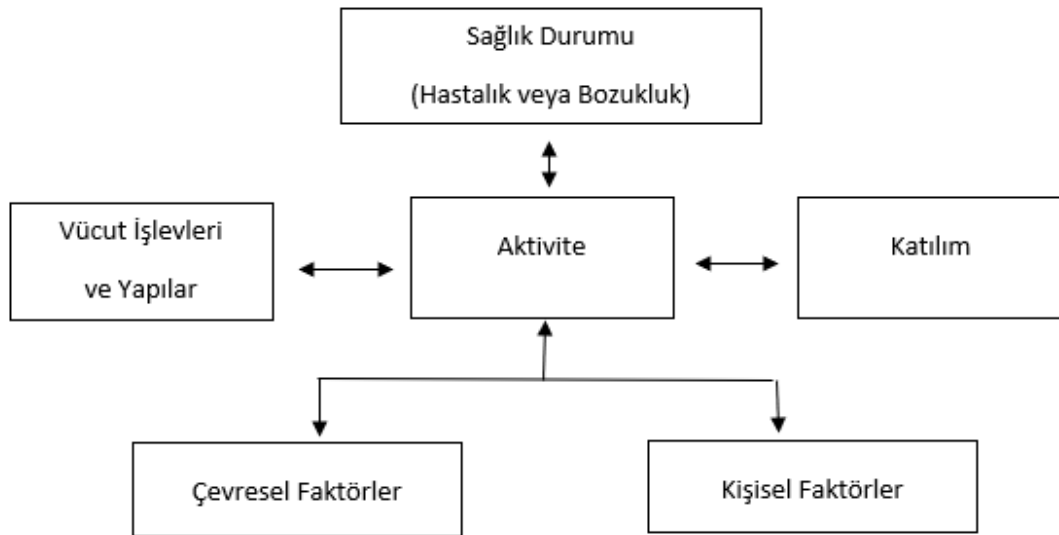 Sağlık Durumu
(Hastalık veya Bozukluk)
Vücut İşlevleri
ve Yapılar
Aktivite
Katılım
Çevresel Faktörler
Kişisel Faktörler